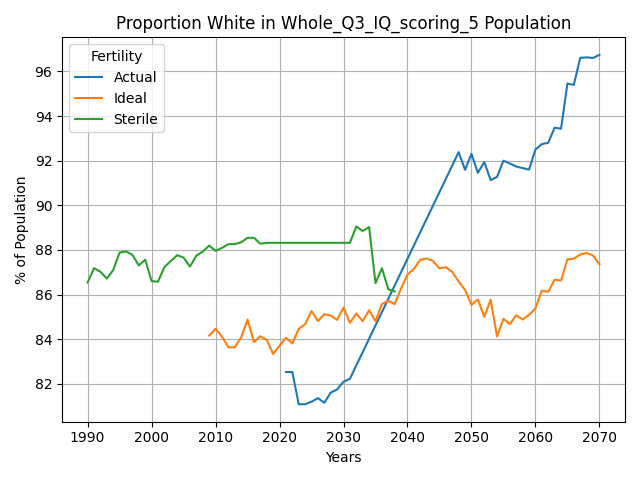 Proportion White in Whole_Q3_IQ_scoring_5 Population
Fertility
Actual
Ideal
Sterile
% of Population
96
94
92
90
88
86
84
82
1990 2000 2010 2020 2030 2040 2050 2060 2070
Years